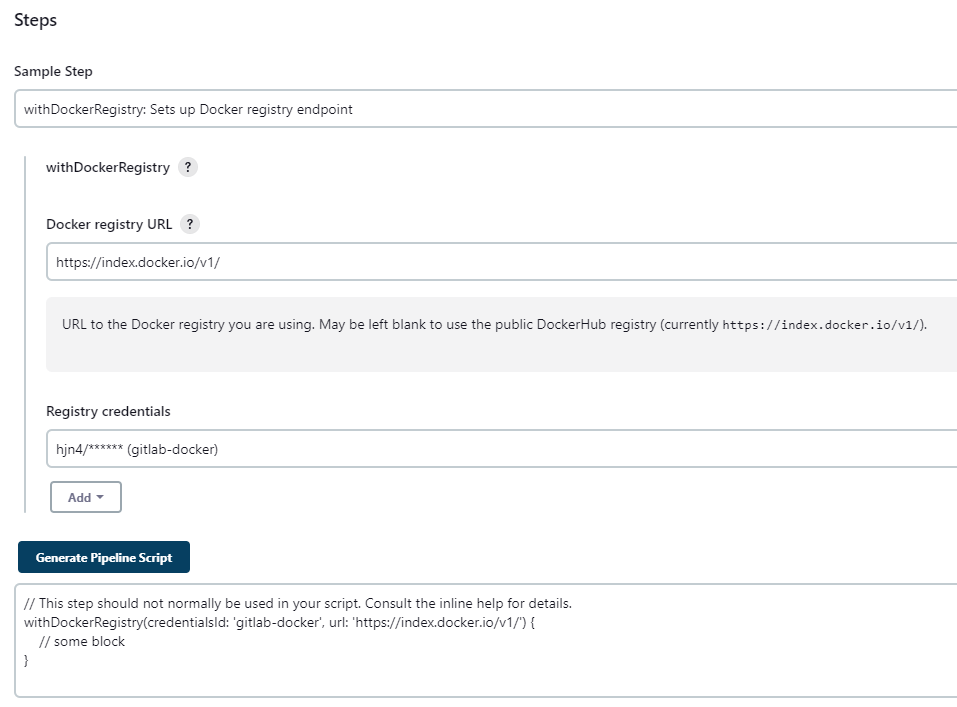 Steps
Sample Step
withDockerRegistry: Sets up Docker registry endpoint
withDockerRegistry ?
Docker registry URL ?
https://index.docker.io/v1/
URL to the Docker registry you are using. May be left blank to use the public DockerHub registry (currently https://index.docker.io/v1/).
Registry credentials
hjn4/****** (gitlab-docker)
Add
Generate Pipeline Script
// This step should not normally be used in your script. Consult the inline help for details.
withDockerRegistry(credentialsId: 'gitlab-docker', url: 'https://index.docker.io/v1/') {
    // some block
}